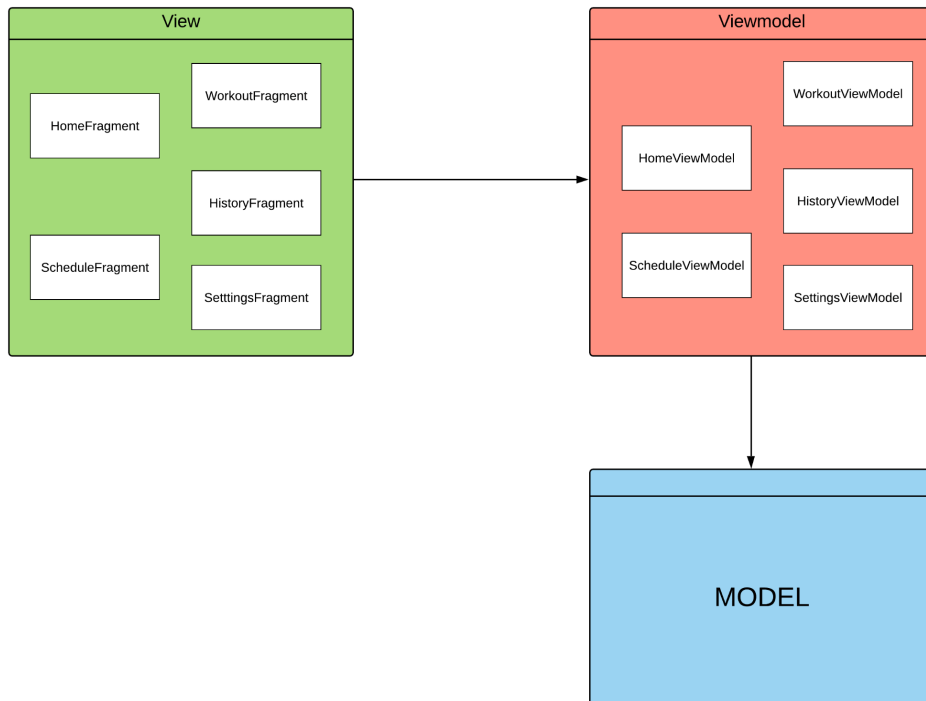 View
WorkoutFragment
HomeFragment
HistoryFragment
ScheduleFragment
SetttingsFragment
Viewmodel
WorkoutViewModel
HomeViewModel
HistoryViewModel
ScheduleViewModel
SettingsViewModel
MODEL